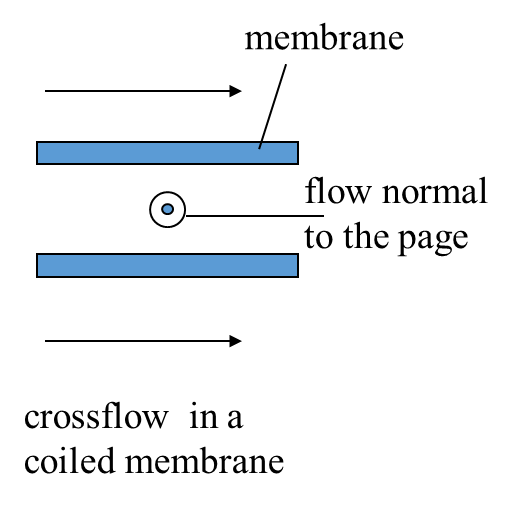 membrane
flow normal
to the page
crossflow in a
coiled membrane